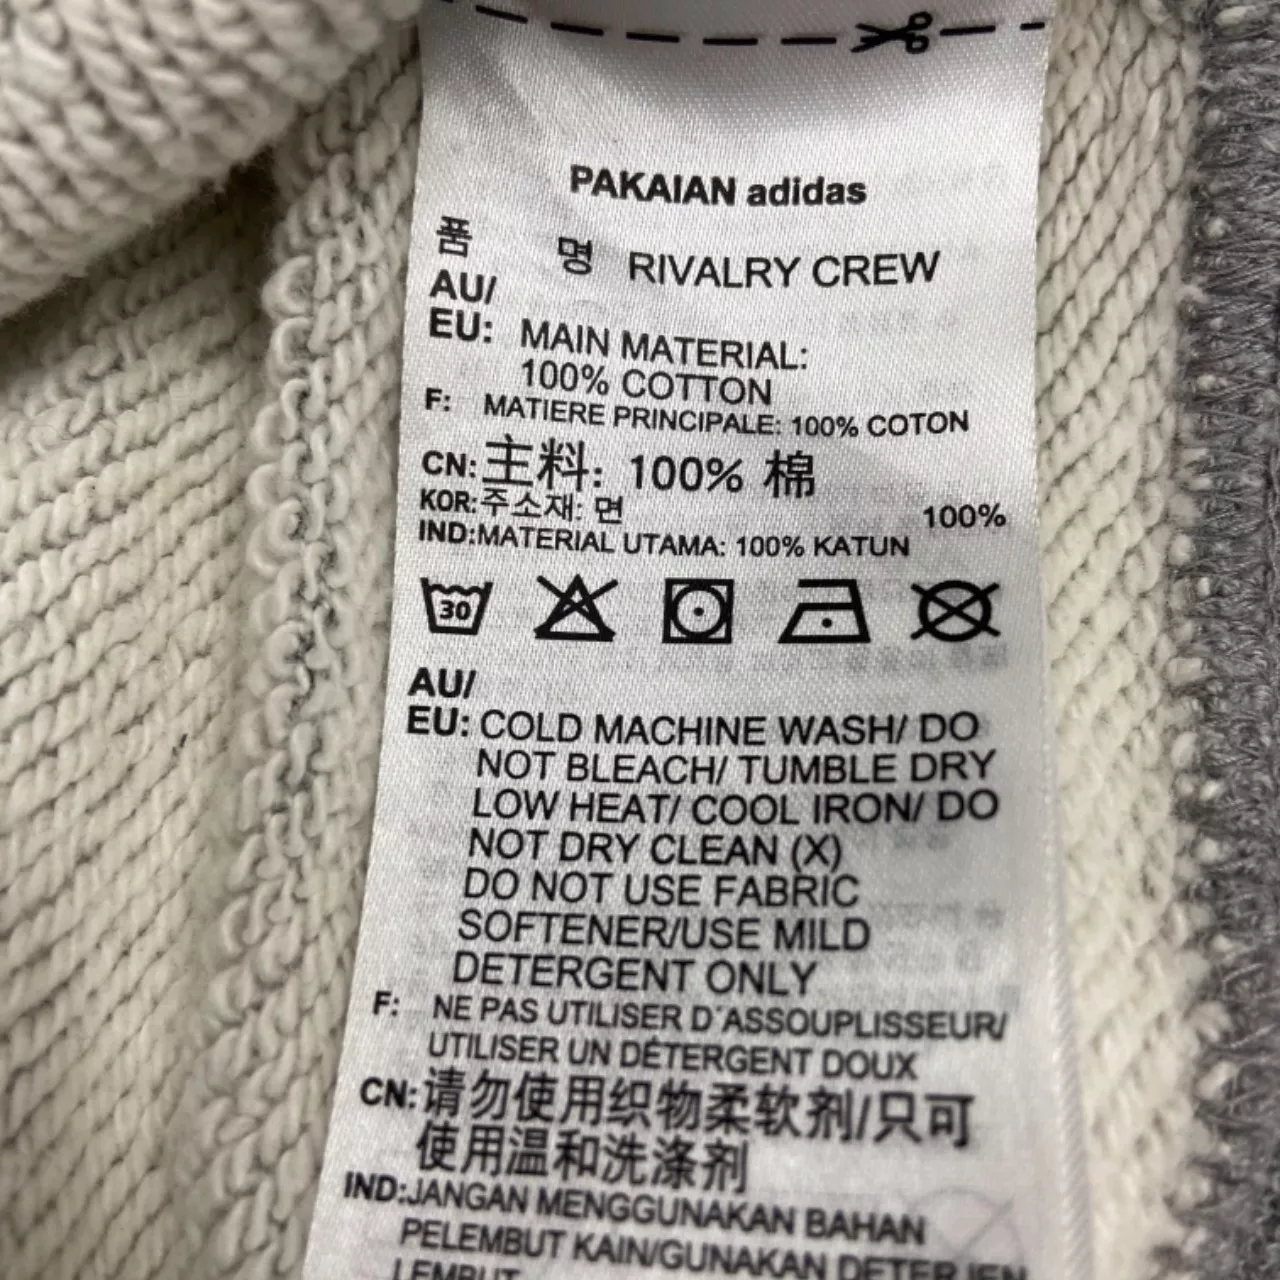 PAKAIAN adidas
품 명 RIVALRY CREW
AU/
EU: MAIN MATERIAL:
100% COTTON
F: MATIERE PRINCIPALE: 100% COTON
CN:主料: 100% 棉
KOR:주소재: 면 100%
IND:MATERIAL UTAMA: 100% KATUN
30
AU/
EU: COLD MACHINE WASH/ DO
NOT BLEACH/ TUMBLE DRY
LOW HEAT/ COOL IRON/ DO
NOT DRY CLEAN (X)
DO NOT USE FABRIC
SOFTENER/USE MILD
DETERGENT ONLY
F: NE PAS UTILISER D'ASSOUPLISSEUR/
UTILISER UN DÉTERGENT DOUX
CN:请勿使用织物柔软剂/只可
使用温和洗涤剂
IND:JANGAN MENGGUNAKAN BAHAN
PELEMBUT KAIN/GUNAKAN DETERJEN
LEMBUT